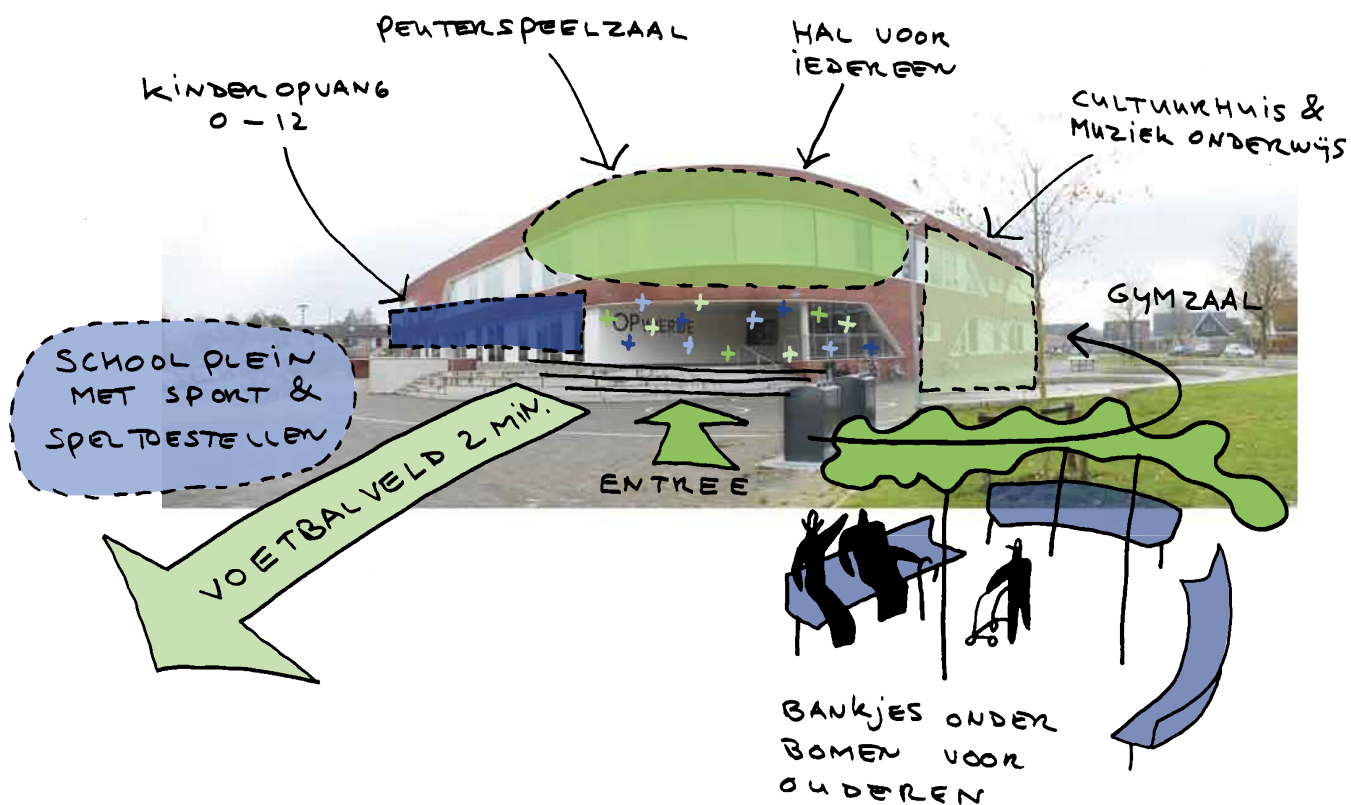 PEUTERSPEELZAAL
HAL VOOR
IEDEREEN
KINDEROPVANG
0 – 12
CULTUURHUIS &
MUZIEK ONDERWIJS
GYMZAAL
OPWIERDE
SCHOOLPLEIN
MET SPORT &
SPELTOESTELLEN
VOETBALVELD 2 MIN.
ENTREE
BANKJES ONDER
BOMEN VOOR
OUDEREN